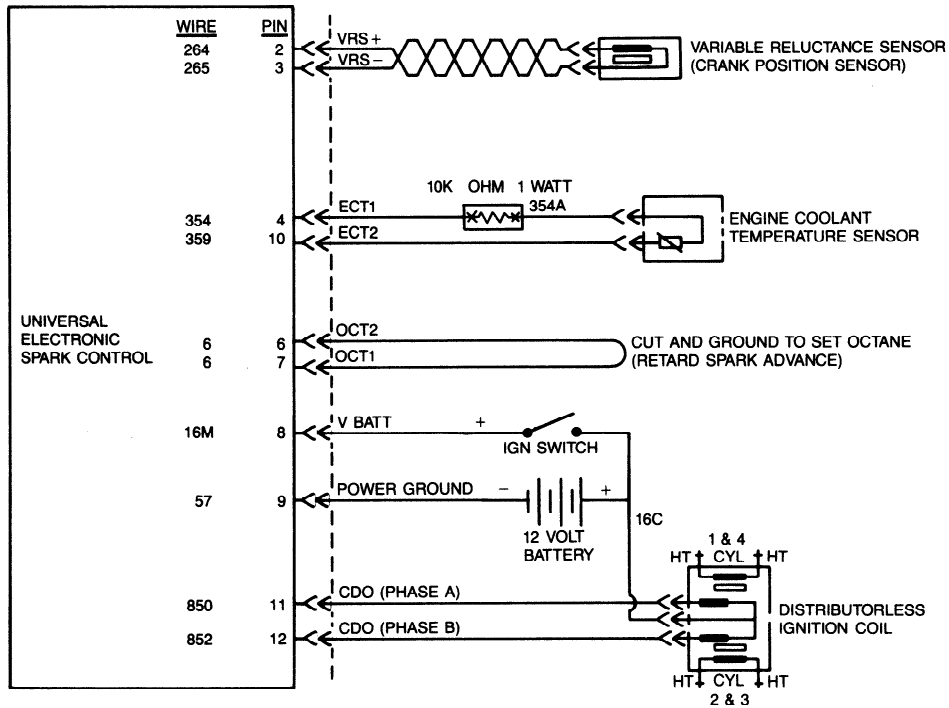 WIRE PIN
264 2 VRS+
265 3 VRS-
VARIABLE RELUCTANCE SENSOR
(CRANK POSITION SENSOR)
10K OHM 1 WATT
354A
354 4 ECT1
359 10 ECT2
ENGINE COOLANT
TEMPERATURE SENSOR
UNIVERSAL
ELECTRONIC
SPARK CONTROL
6 6 OCT2
6 7 OCT1
CUT AND GROUND TO SET OCTANE
(RETARD SPARK ADVANCE)
16M 8 V BATT +
IGN SWITCH
57 9 POWER GROUND - +
12 VOLT
BATTERY
16C
1 & 4
HT CYL HT
850 11 CDO (PHASE A)
852 12 CDO (PHASE B)
DISTRIBUTORLESS
IGNITION COIL
HT CYL HT
2 & 3